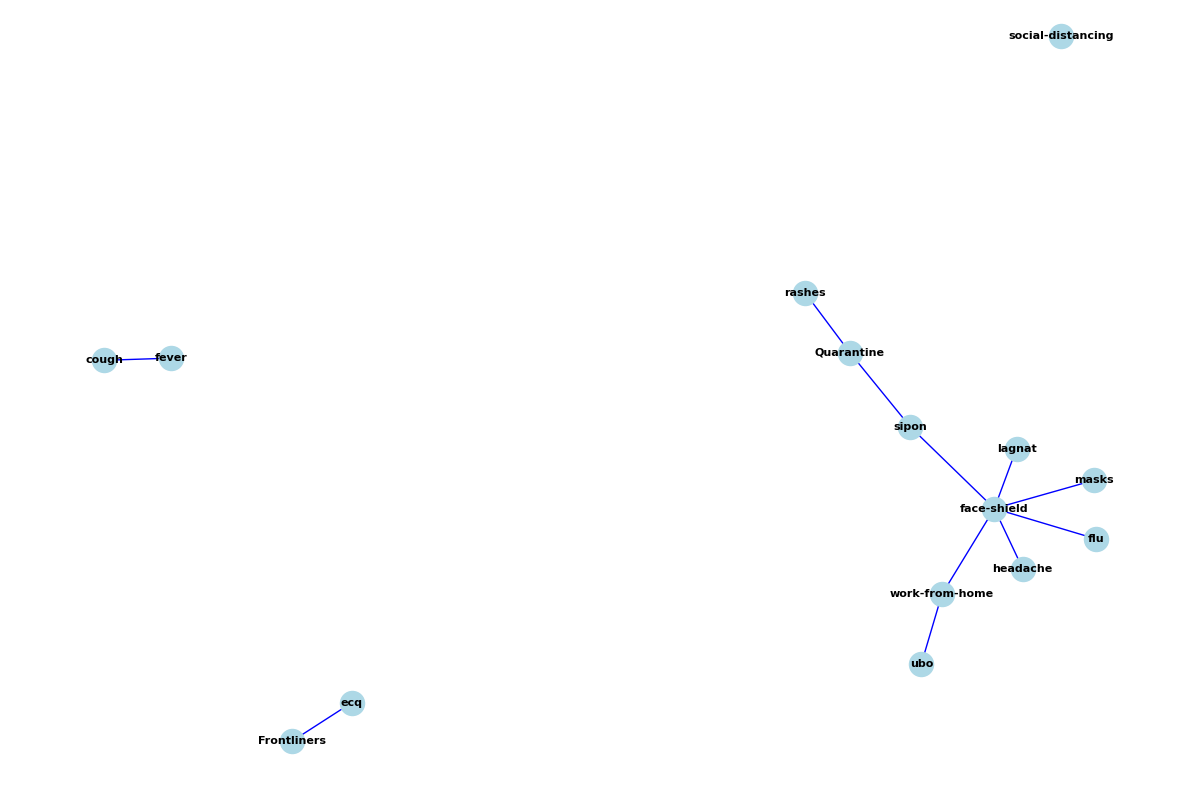 social-distancing
rashes
Quarantine
cough
fever
sipon
lagnat
masks
face-shield
flu
headache
work-from-home
ubo
ecq
Frontliners